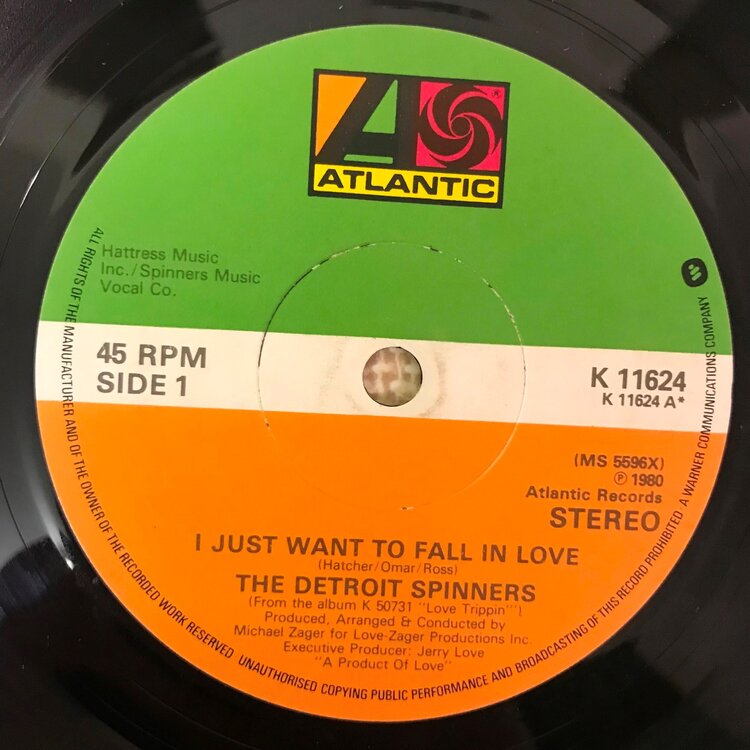 ATLANTIC
®
Hattress Music
Inc./Spinners Music
Vocal Co.
45 RPM
SIDE 1
K 11624
K 11624 A*
(MS 5596X)
℗ 1980
Atlantic Records
STEREO
I JUST WANT TO FALL IN LOVE
(Hatcher/Omar/Ross)
THE DETROIT SPINNERS
(From the album K 50731 "Love Trippin'")
Produced, Arranged & Conducted by
Michael Zager for Love-Zager Productions Inc.
Executive Producer: Jerry Love
"A Product Of Love"
ALL RIGHTS OF THE MANUFACTURER AND OF THE OWNER OF THE RECORDED WORK RESERVED UNAUTHORISED COPYING PUBLIC PERFORMANCE AND BROADCASTING OF THIS RECORD PROHIBITED A WARNER COMMUNICATIONS COMPANY